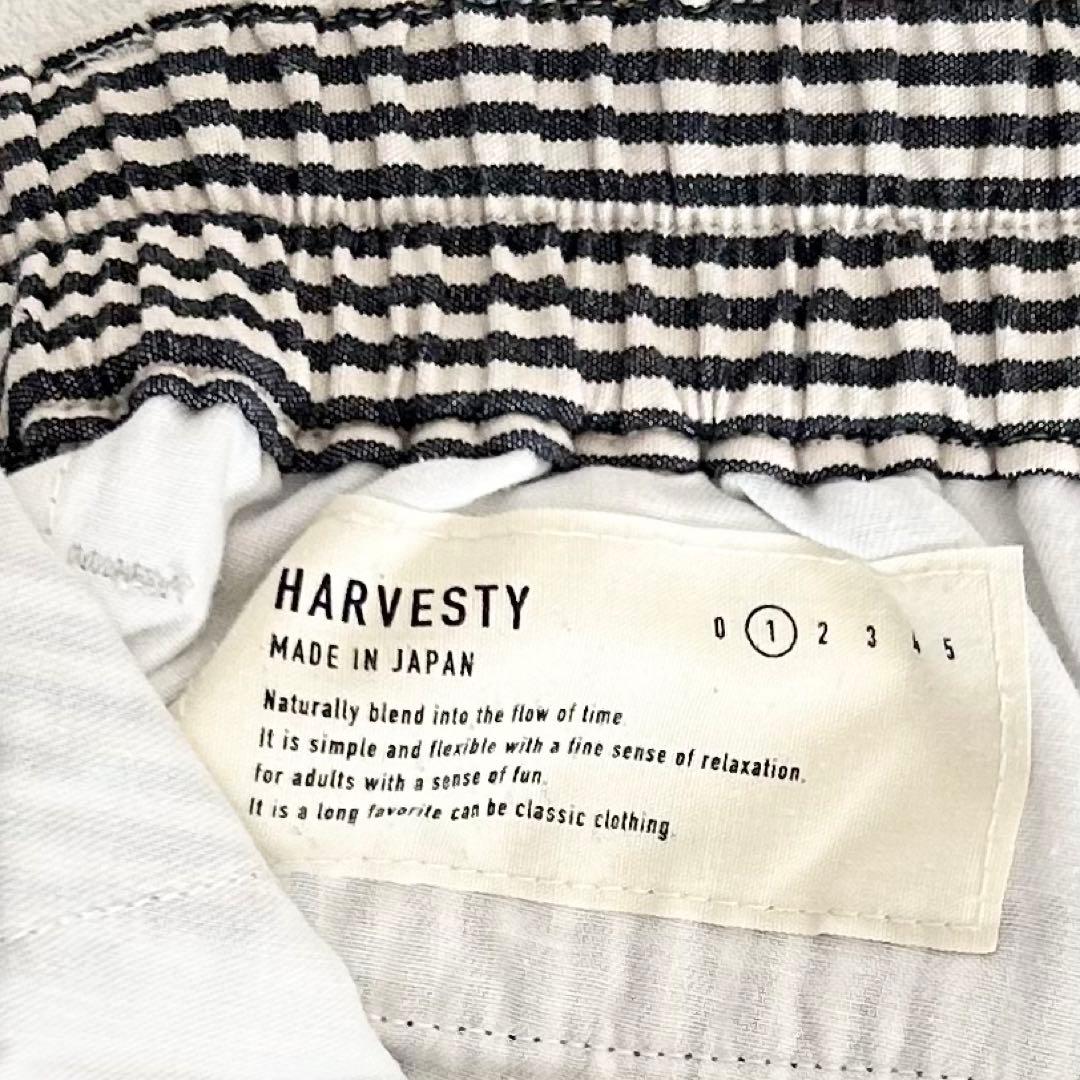 HARVESTY
0 1 2 3 4 5
MADE IN JAPAN
Naturally blend into the flow of time.
It is simple and flexible with a fine sense of relaxation.
for adults with a sense of fun.
It is a long favorite can be classic clothing.